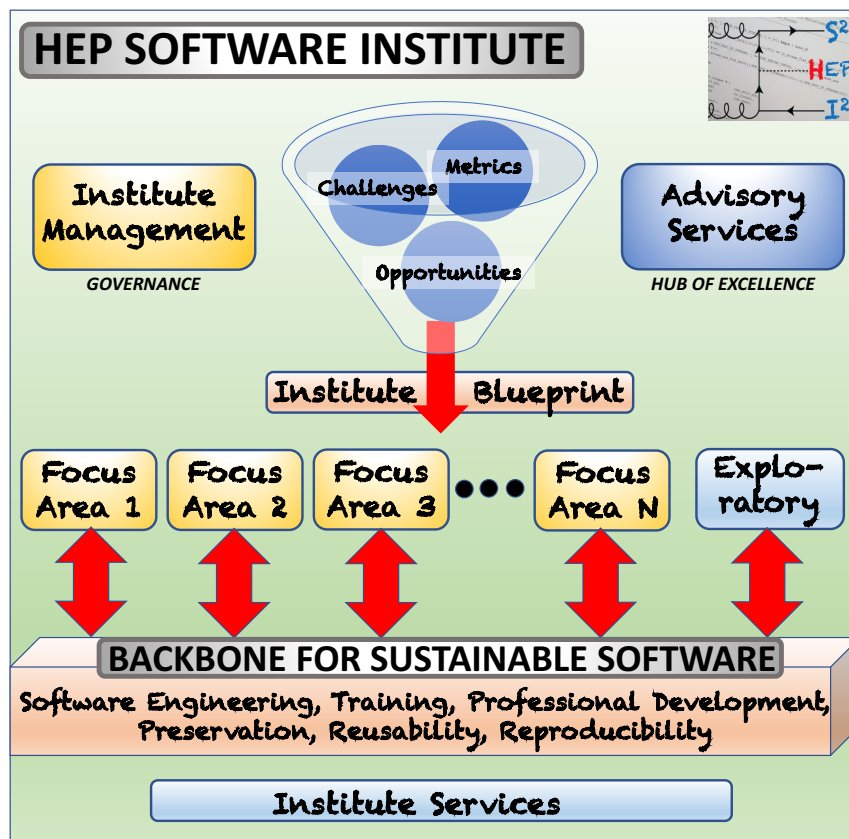 HEP SOFTWARE INSTITUTE
S²
HEP
I²
Institute
Management
GOVERNANCE
Challenges
Metrics
Opportunities
Advisory
Services
HUB OF EXCELLENCE
Institute Blueprint
Focus
Area 1
Focus
Area 2
Focus
Area 3
Focus
Area N
Explo-
ratory
BACKBONE FOR SUSTAINABLE SOFTWARE
Software Engineering, Training, Professional Development,
Preservation, Reusability, Reproducibility
Institute Services